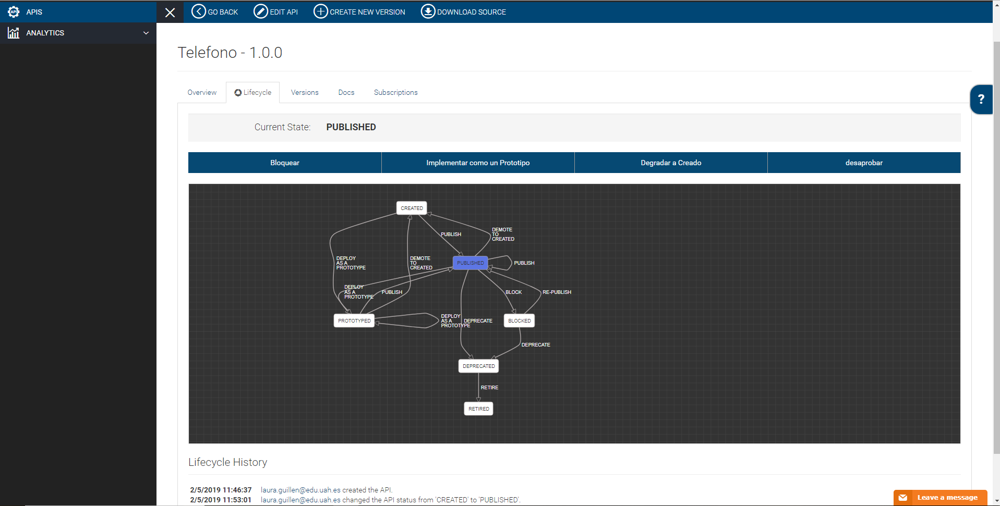 APIS
ANALYTICS
GO BACK
EDIT API
CREATE NEW VERSION
DOWNLOAD SOURCE
Telefono - 1.0.0
Overview
Lifecycle
Versions
Docs
Subscriptions
?
Current State: PUBLISHED
Bloquear
Implementar como un Prototipo
Degradar a Creado
desaprobar
CREATED
PUBLISH
DEMOTE
TO
CREATED
DEPLOY
AS A
PROTOTYPE
DEMOTE
TO
CREATED
PUBLISHED
PUBLISH
DEPLOY
AS A
PROTOTYPE
PUBLISH
BLOCK
RE-PUBLISH
PROTOTYPED
DEPLOY
AS A
PROTOTYPE
DEPRECATE
BLOCKED
DEPRECATE
DEPRECATED
RETIRE
RETIRED
Lifecycle History
2/5/2019 11:46:37 laura.guillen@edu.uah.es created the API.
2/5/2019 11:53:01 laura.guillen@edu.uah.es changed the API status from 'CREATED' to 'PUBLISHED'.
Leave a message